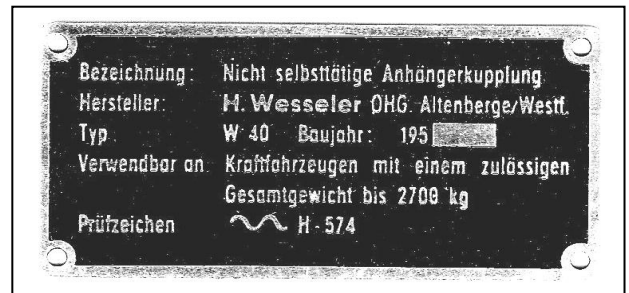 Bezeichnung: Nicht selbsttätige Anhängerkupplung
Hersteller: H. Wesseler OHG. Altenberge/Westf.
Typ W 40 Baujahr: 195
Verwendbar an: Kraftfahrzeugen mit einem zulässigen
Gesamtgewicht bis 2700 kg
Prüfzeichen H-574